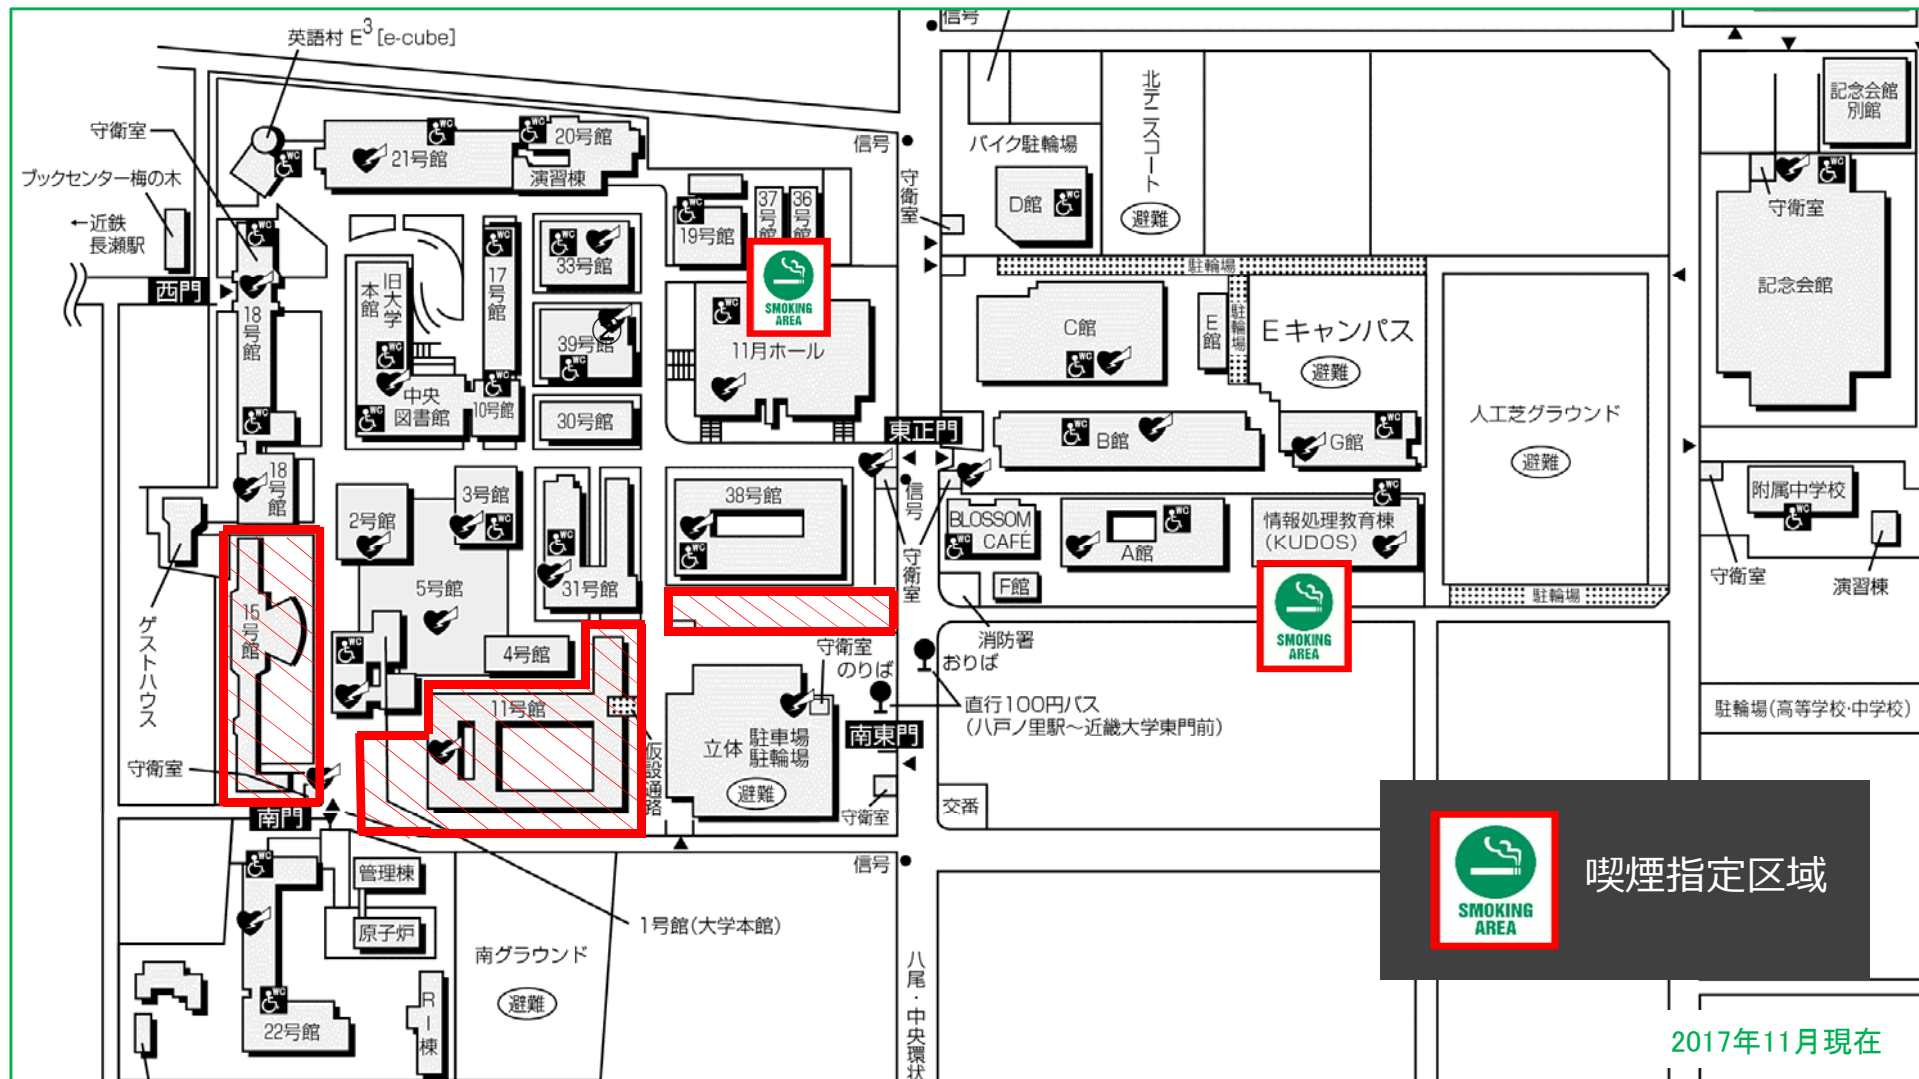 信号
英語村 E³ [e-cube]
守衛室
ブックセンター梅の木
←近鉄
長瀬駅
西門
21号館
20号館
演習棟
信号
守衛室
バイク駐輪場
北テニスコート
避難
D館
記念会館
別館
守衛室
記念会館
19号館
37号館
36号館
SMOKING
AREA
旧大学
本館
17号館
33号館
39号館
18号館
11月ホール
中央
図書館
10号館
30号館
駐輪場
C館
E館
駐輪場
Eキャンパス
避難
人工芝グラウンド
避難
東正門
B館
G館
18号館
2号館
3号館
38号館
信号
守衛室
BLOSSOM
CAFÉ
A館
情報処理教育棟
(KUDOS)
附属中学校
守衛室
演習棟
5号館
31号館
F館
駐輪場
SMOKING
AREA
ゲストハウス
15号館
4号館
守衛室
のりば
おりば
消防署
直行100円バス
(八戸ノ里駅～近畿大学東門前)
駐輪場(高等学校・中学校)
11号館
仮設通路
立体
駐車場
駐輪場
避難
南東門
守衛室
守衛室
南門
交番
信号
管理棟
原子炉
1号館(大学本館)
南グラウンド
避難
22号館
RI棟
八尾・中央環状
SMOKING
AREA
喫煙指定区域
2017年11月現在
WC